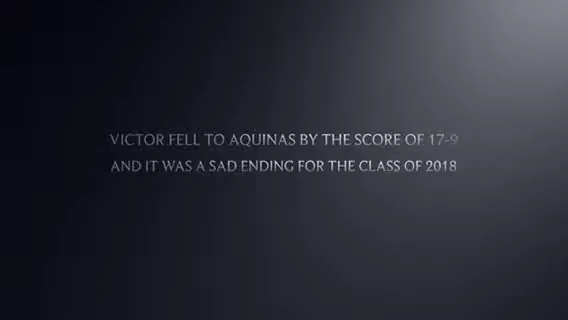 VICTOR FELL TO AQUINAS BY THE SCORE OF 17-9
AND IT WAS A SAD ENDING FOR THE CLASS OF 2018